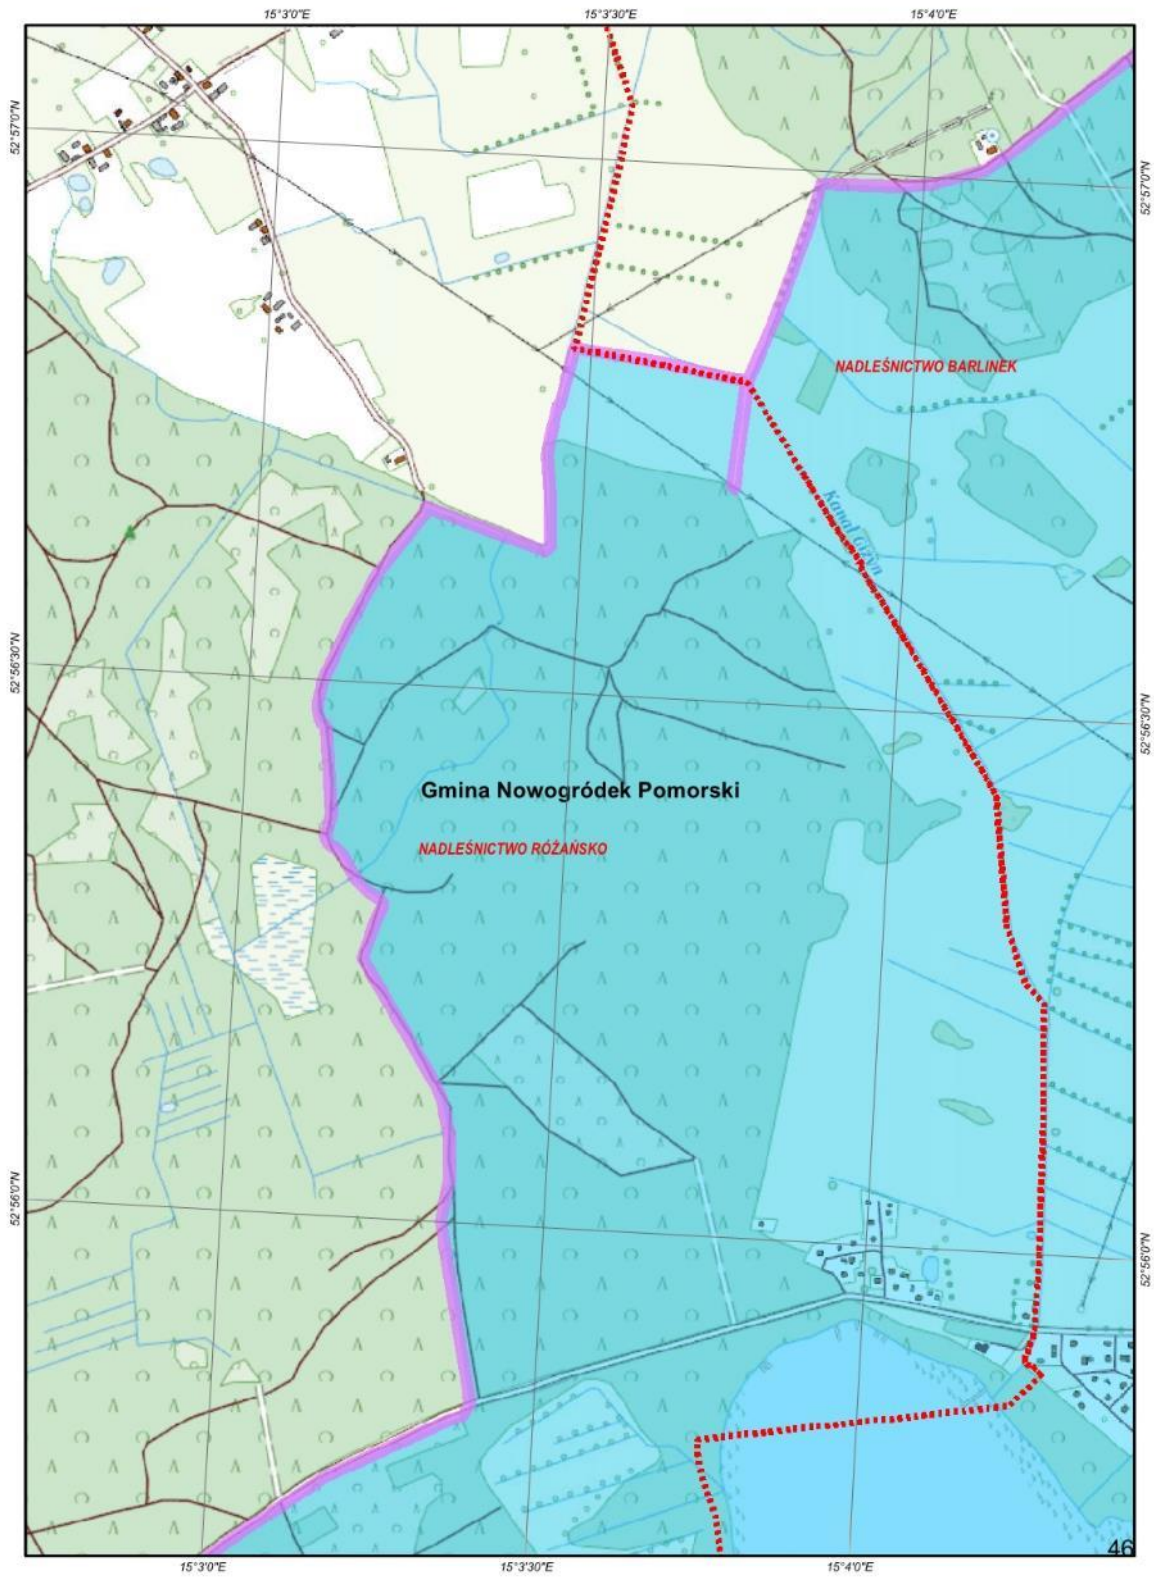 15°3'0"E
15°3'30"E
15°4'0"E
52°57'0"N
52°57'0"N
NADLEŚNICTWO BARLINEK
Kanał Giżyn
52°56'30"N
52°56'30"N
Gmina Nowogródek Pomorski
NADLEŚNICTWO RÓŻAŃSKO
52°56'0"N
52°56'0"N
46
15°3'0"E
15°3'30"E
15°4'0"E